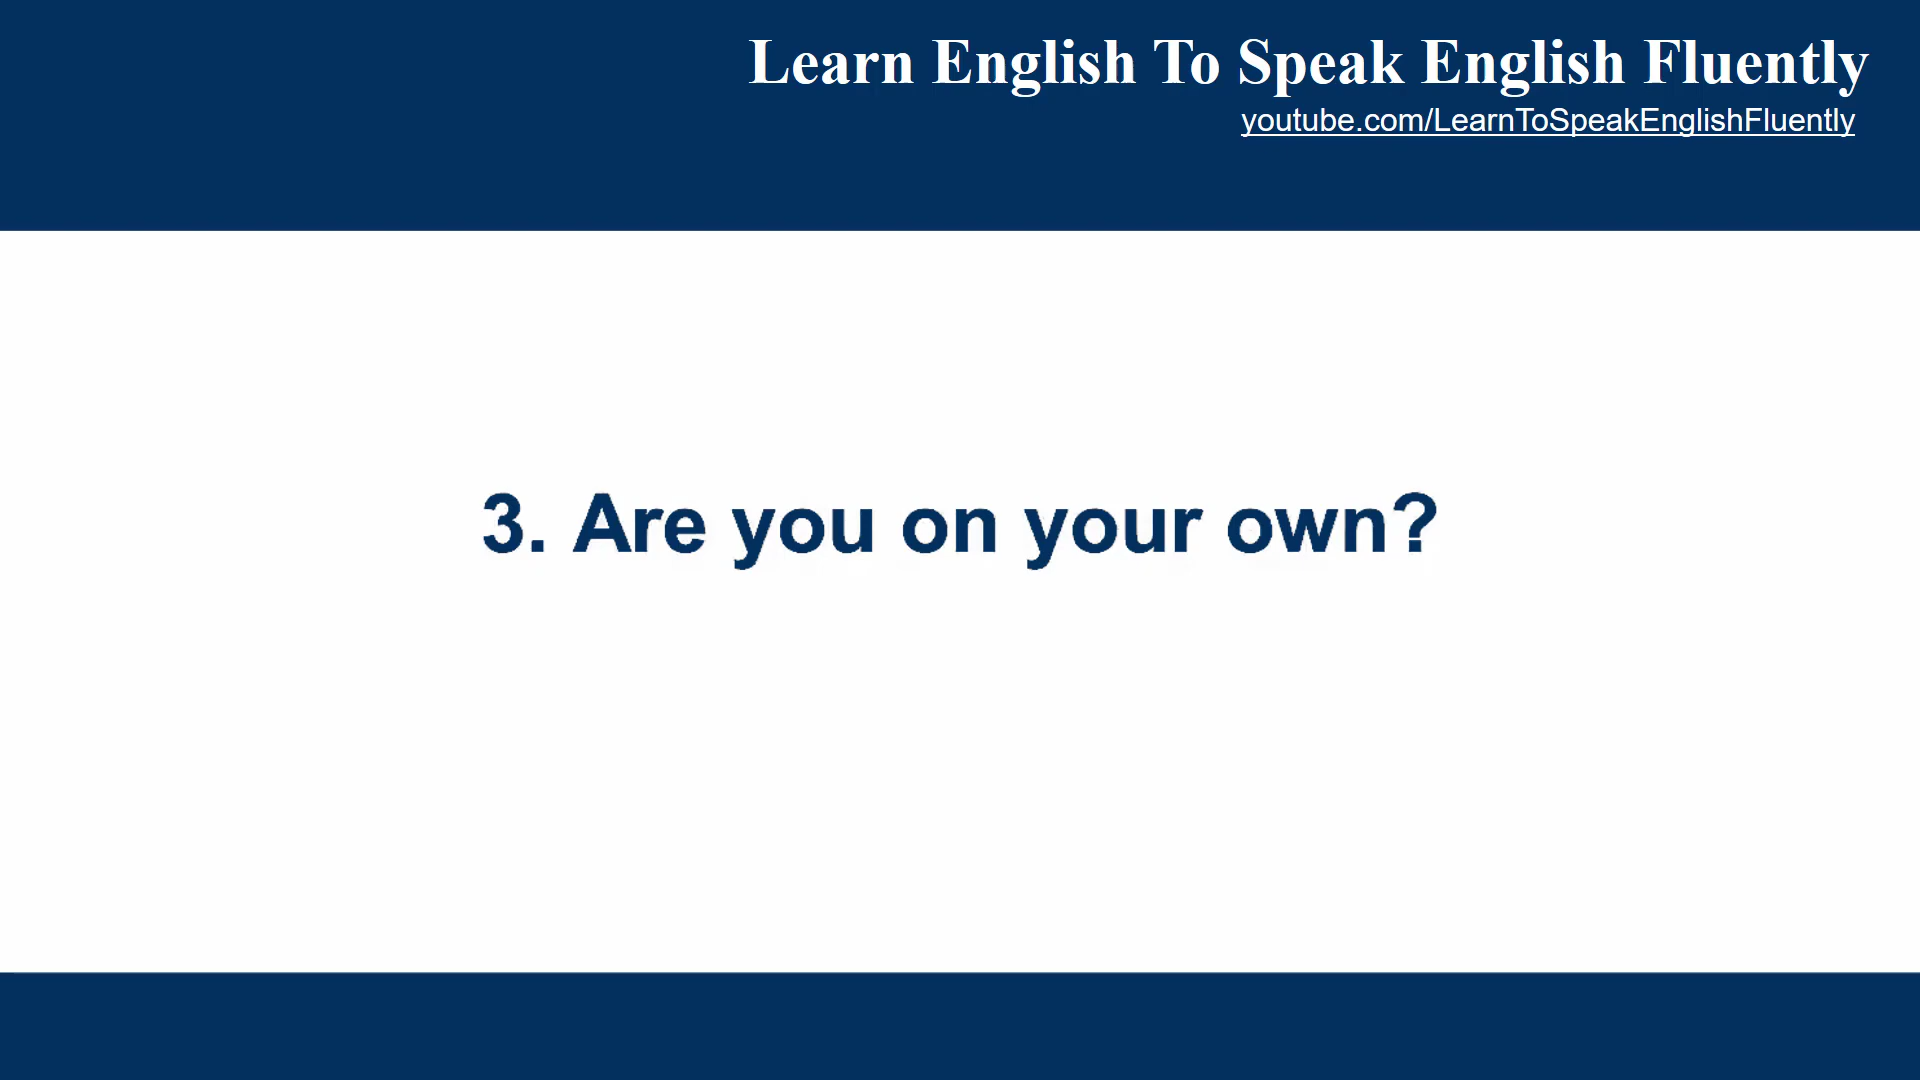 Learn English To Speak English Fluently
youtube.com/LearnToSpeakEnglishFluently
3. Are you on your own?